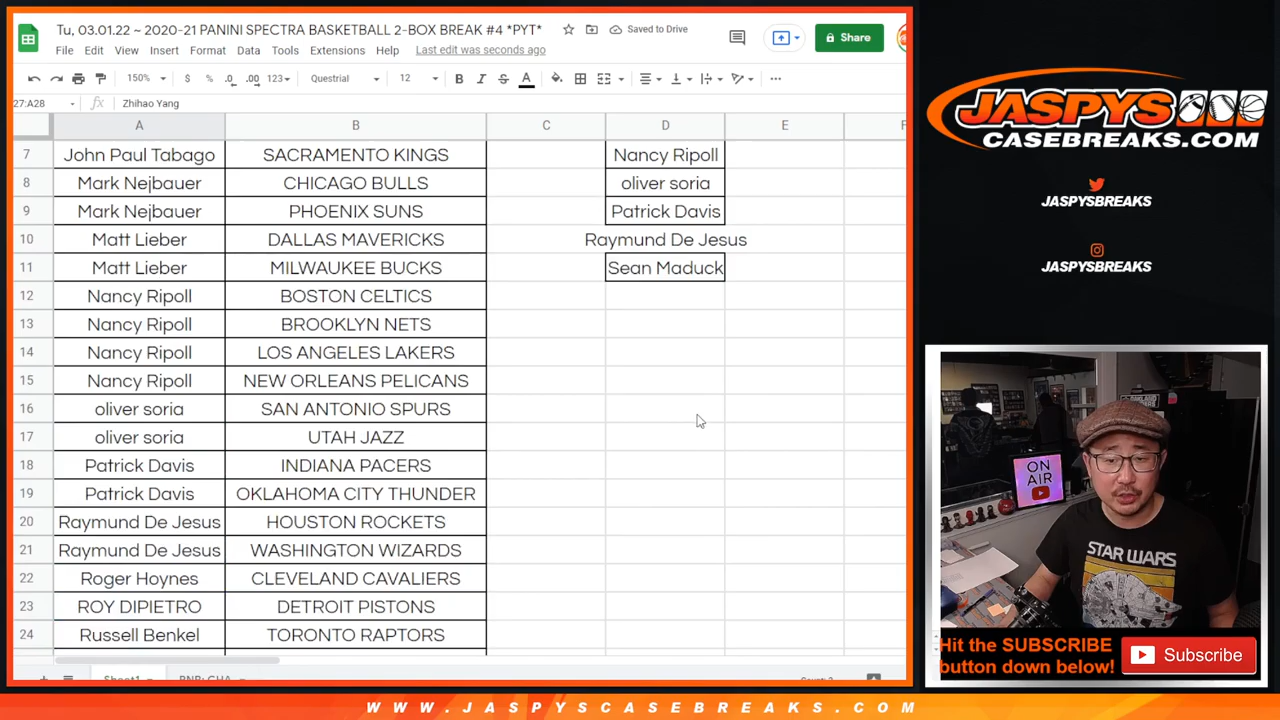 Tu, 03.01.22 ~ 2020-21 PANINI SPECTRA BASKETBALL 2-BOX BREAK #4 *PYT*
Saved to Drive
Share
File Edit View Insert Format Data Tools Extensions Help Last edit was seconds ago
150% $ % .0 .00 123 Questrial 12 B I S A
27:A28 fx Zhihao Yang
A B C D E F
7 John Paul Tabago SACRAMENTO KINGS Nancy Ripoll
8 Mark Nejbauer CHICAGO BULLS oliver soria
9 Mark Nejbauer PHOENIX SUNS Patrick Davis
10 Matt Lieber DALLAS MAVERICKS Raymund De Jesus
11 Matt Lieber MILWAUKEE BUCKS Sean Maduck
12 Nancy Ripoll BOSTON CELTICS
13 Nancy Ripoll BROOKLYN NETS
14 Nancy Ripoll LOS ANGELES LAKERS
15 Nancy Ripoll NEW ORLEANS PELICANS
16 oliver soria SAN ANTONIO SPURS
17 oliver soria UTAH JAZZ
18 Patrick Davis INDIANA PACERS
19 Patrick Davis OKLAHOMA CITY THUNDER
20 Raymund De Jesus HOUSTON ROCKETS
21 Raymund De Jesus WASHINGTON WIZARDS
22 Roger Hoynes CLEVELAND CAVALIERS
23 ROY DIPIETRO DETROIT PISTONS
24 Russell Benkel TORONTO RAPTORS
Sheet1
JASPYS
CASEBREAKS.COM
JASPYSBREAKS
JASPYSBREAKS
ON
AIR
STAR WARS
Hit the SUBSCRIBE
button down below!
Subscribe
WWW.JASPYSCASEBREAKS.COM